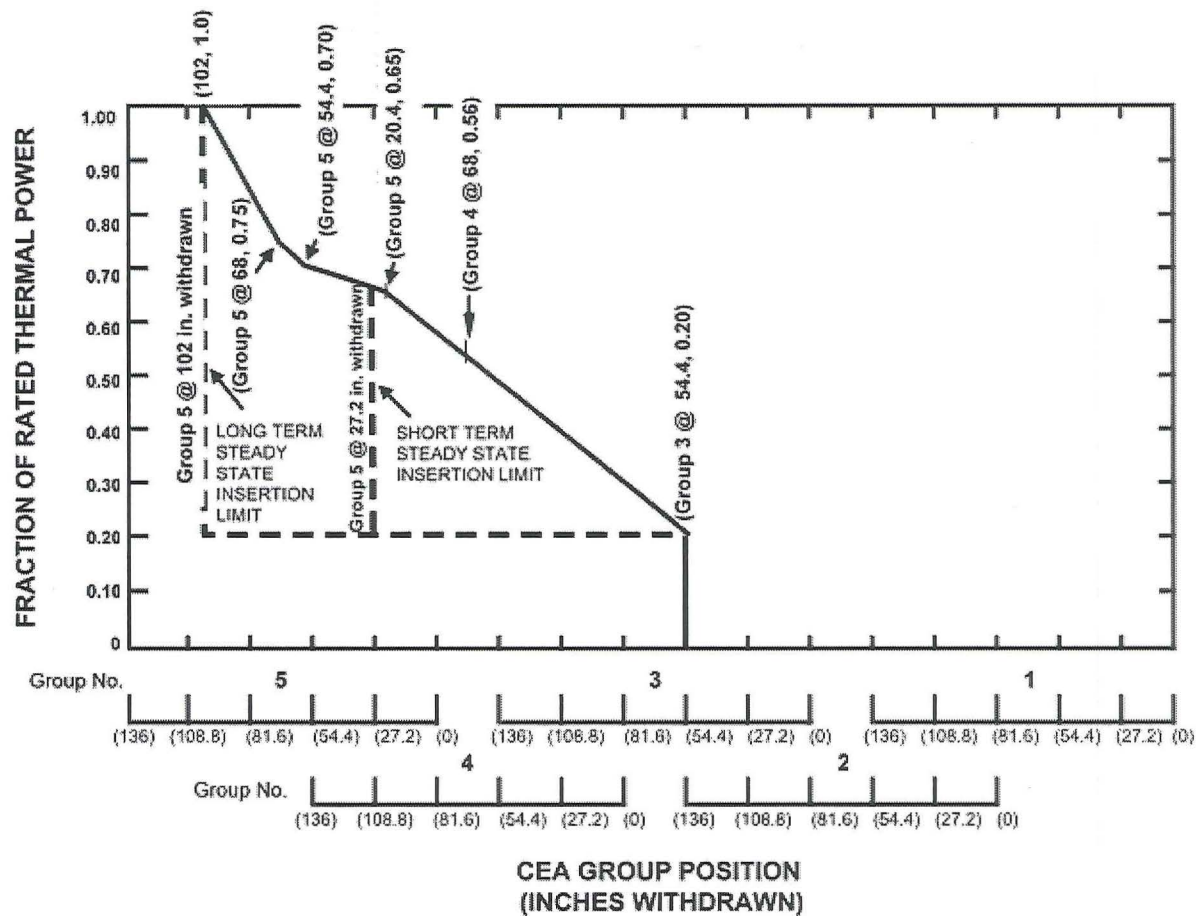 FRACTION OF RATED THERMAL POWER
1.00
0.90
0.80
0.70
0.60
0.50
0.40
0.30
0.20
0.10
0
(102, 1.0)
Group 5 @ 102 in. withdrawn
(Group 5 @ 68, 0.75)
(Group 5 @ 54.4, 0.70)
(Group 5 @ 20.4, 0.65)
(Group 4 @ 68, 0.56)
(Group 3 @ 54.4, 0.20)
Group 5 @ 27.2 in. withdrawn
LONG TERM
STEADY
STATE
INSERTION
LIMIT
SHORT TERM
STEADY STATE
INSERTION LIMIT
Group No. 5 3 1
(136) (108.8) (81.6) (54.4) (27.2) (0) (136) (108.8) (81.6) (54.4) (27.2) (0) (136) (108.8) (81.6) (54.4) (27.2) (0)
Group No. 4 2
(136) (108.8) (81.6) (54.4) (27.2) (0) (136) (108.8) (81.6) (54.4) (27.2) (0)
CEA GROUP POSITION
(INCHES WITHDRAWN)